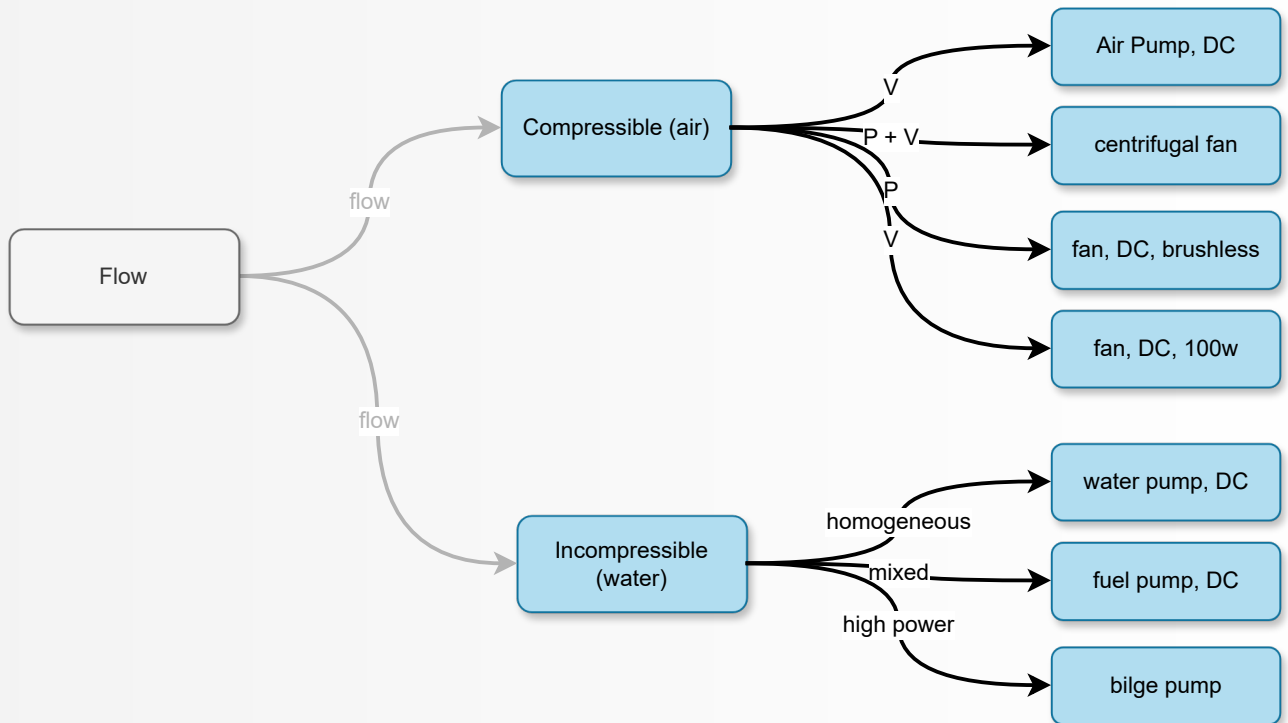 Air Pump, DC
V
Compressible (air)
P + V
centrifugal fan
flow
P
V
fan, DC, brushless
Flow
fan, DC, 100w
flow
water pump, DC
homogeneous
Incompressible
(water)
mixed
fuel pump, DC
high power
bilge pump